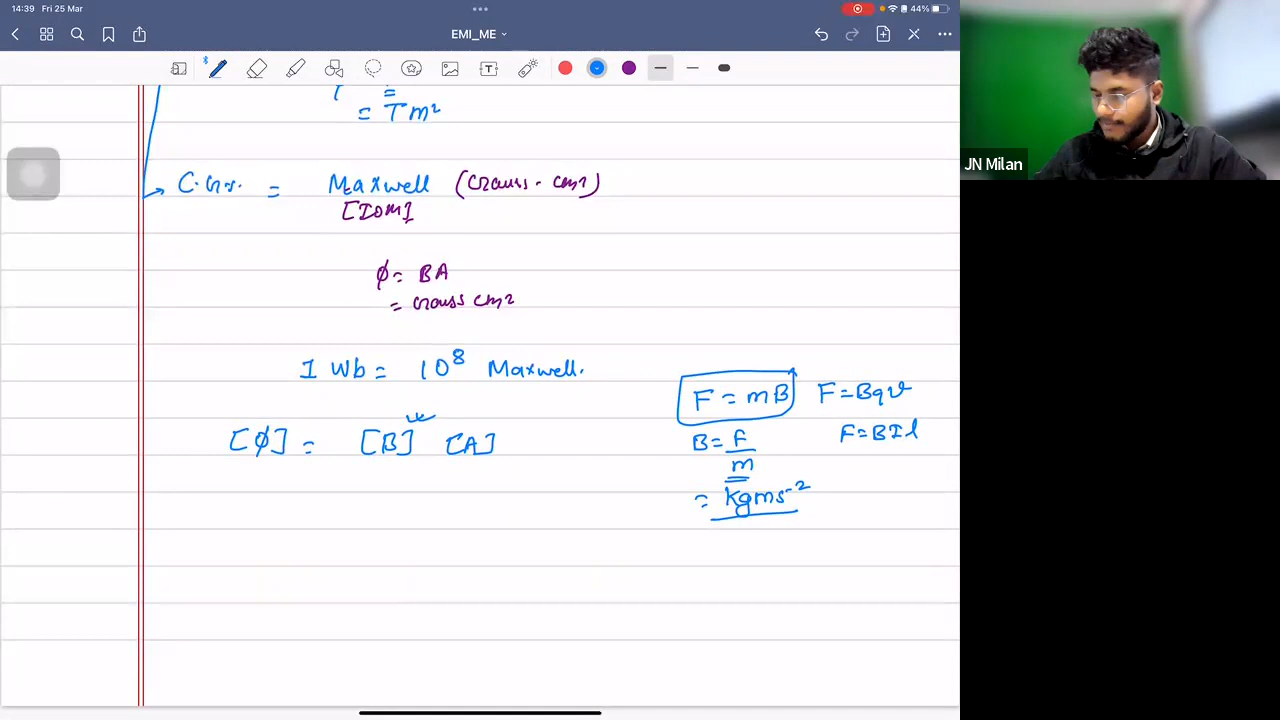 14:39 Fri 25 Mar
44%
EMI_ME
JN Milan
= Tm²
C.G.S. = Maxwell (Gauss - cm²)
[IOM]
φ = BA
= Gauss cm²
1 Wb = 10⁸ Maxwell.
[φ] = [B] [A]
F = mB F = Bqv
F = BIl
B = F
m
= kgms⁻²